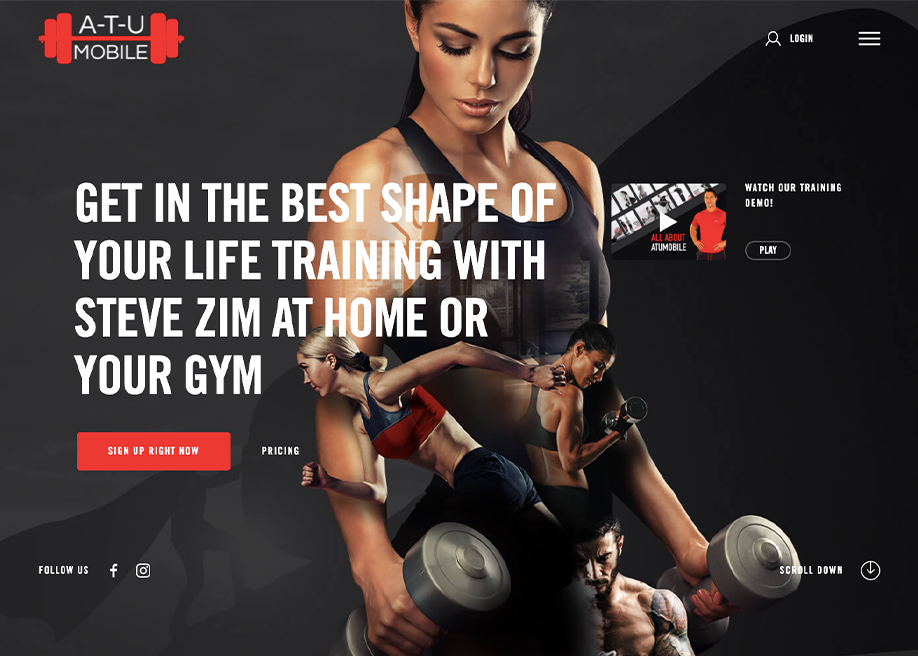 A-T-U
MOBILE
LOGIN
GET IN THE BEST SHAPE OF
YOUR LIFE TRAINING WITH
STEVE ZIM AT HOME OR
YOUR GYM
WATCH OUR TRAINING
DEMO!
ALL ABOUT
ATUMOBILE
PLAY
SIGN UP RIGHT NOW
PRICING
FOLLOW US
SCROLL DOWN